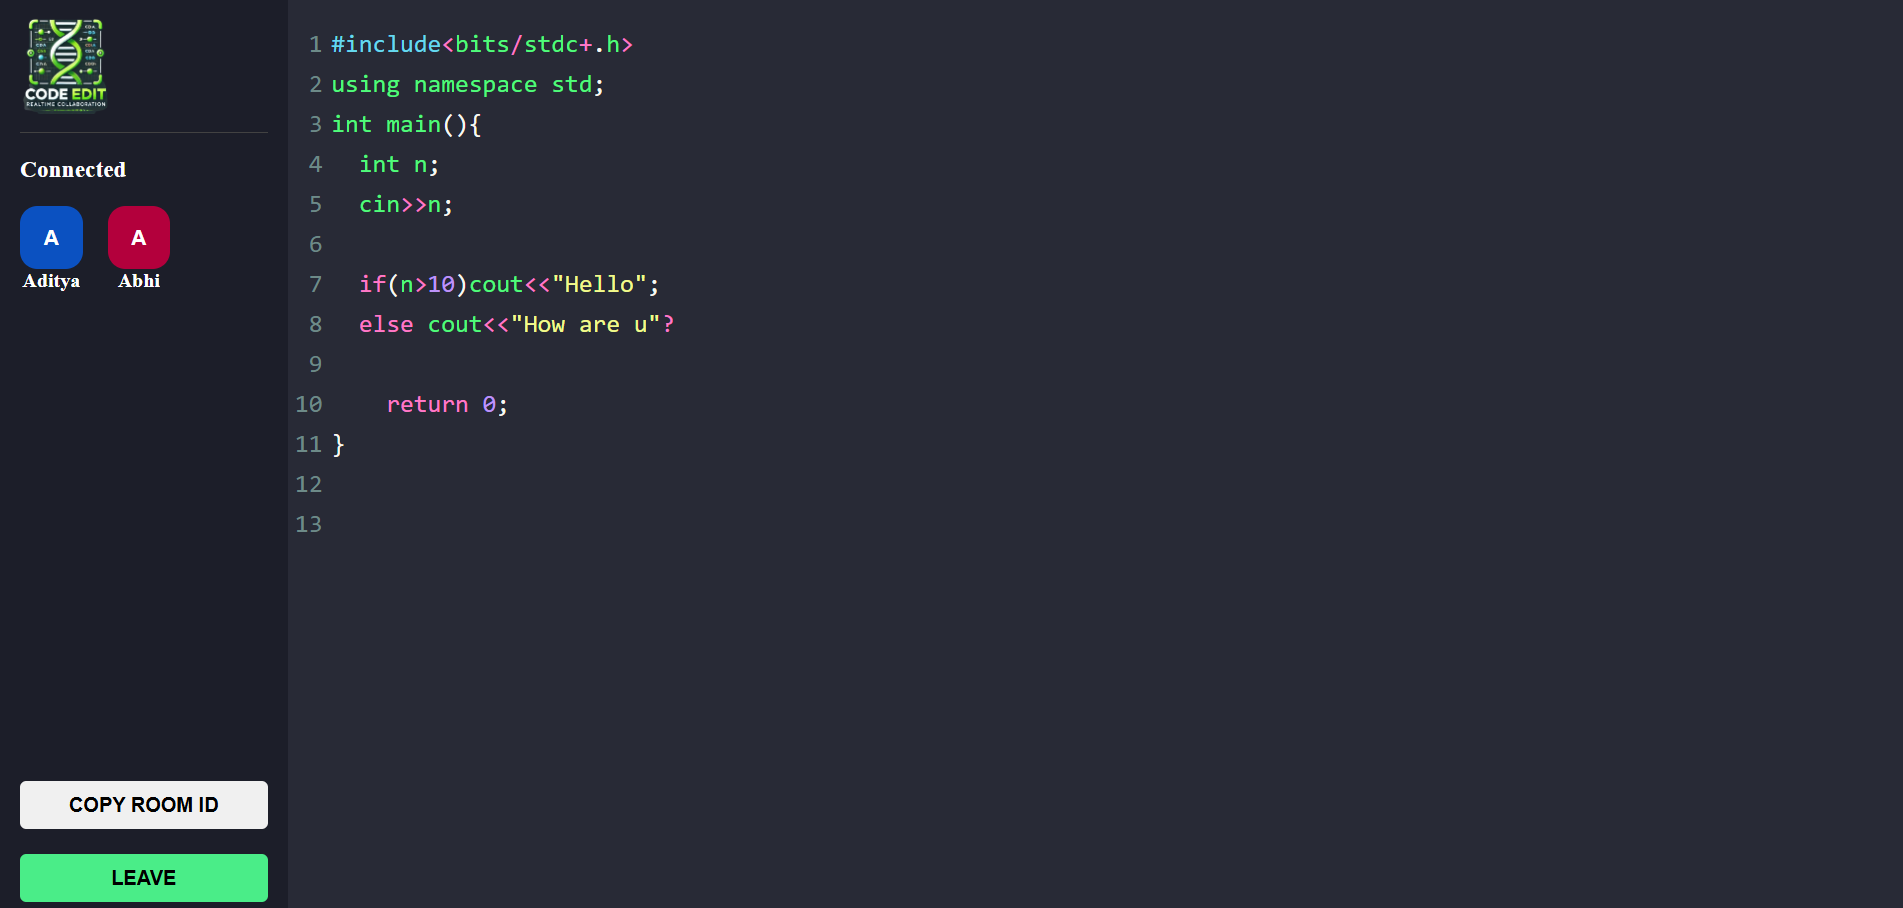 CODE EDIT
REALTIME COLLABORATION
Connected
A A
Aditya Abhi
COPY ROOM ID
LEAVE
1 #include<bits/stdc+.h>
2 using namespace std;
3 int main(){
4   int n;
5   cin>>n;
6
7   if(n>10)cout<<"Hello";
8   else cout<<"How are u"?
9
10     return 0;
11 }
12
13